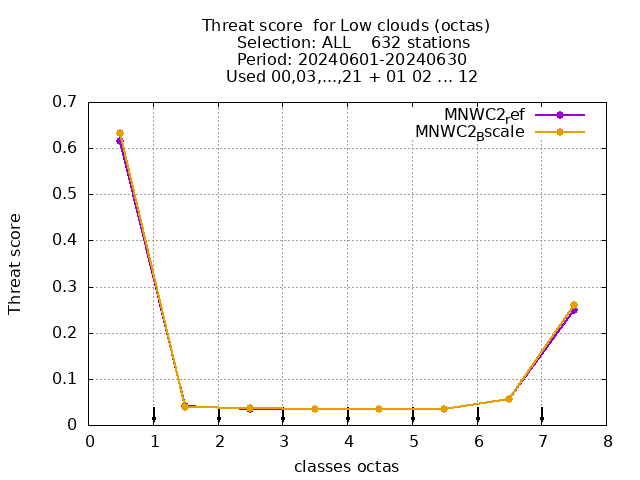 Threat score  for Low clouds (octas)
Selection: ALL    632 stations
Period: 20240601-20240630
Used 00,03,...,21 + 01 02 ... 12
MNWC2ref
MNWC2Bscale
0.7
0.6
0.5
0.4
0.3
0.2
0.1
0
Threat score
0 1 2 3 4 5 6 7 8
classes octas